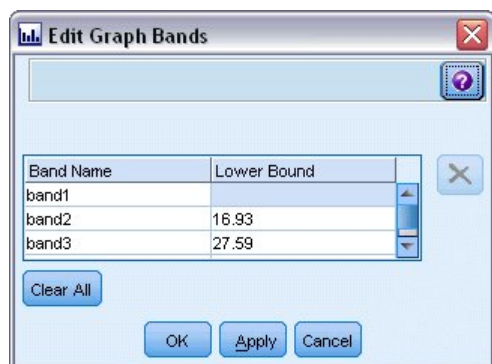 Edit Graph Bands
Band Name Lower Bound
band1
band2 16.93
band3 27.59
Clear All
OK Apply Cancel